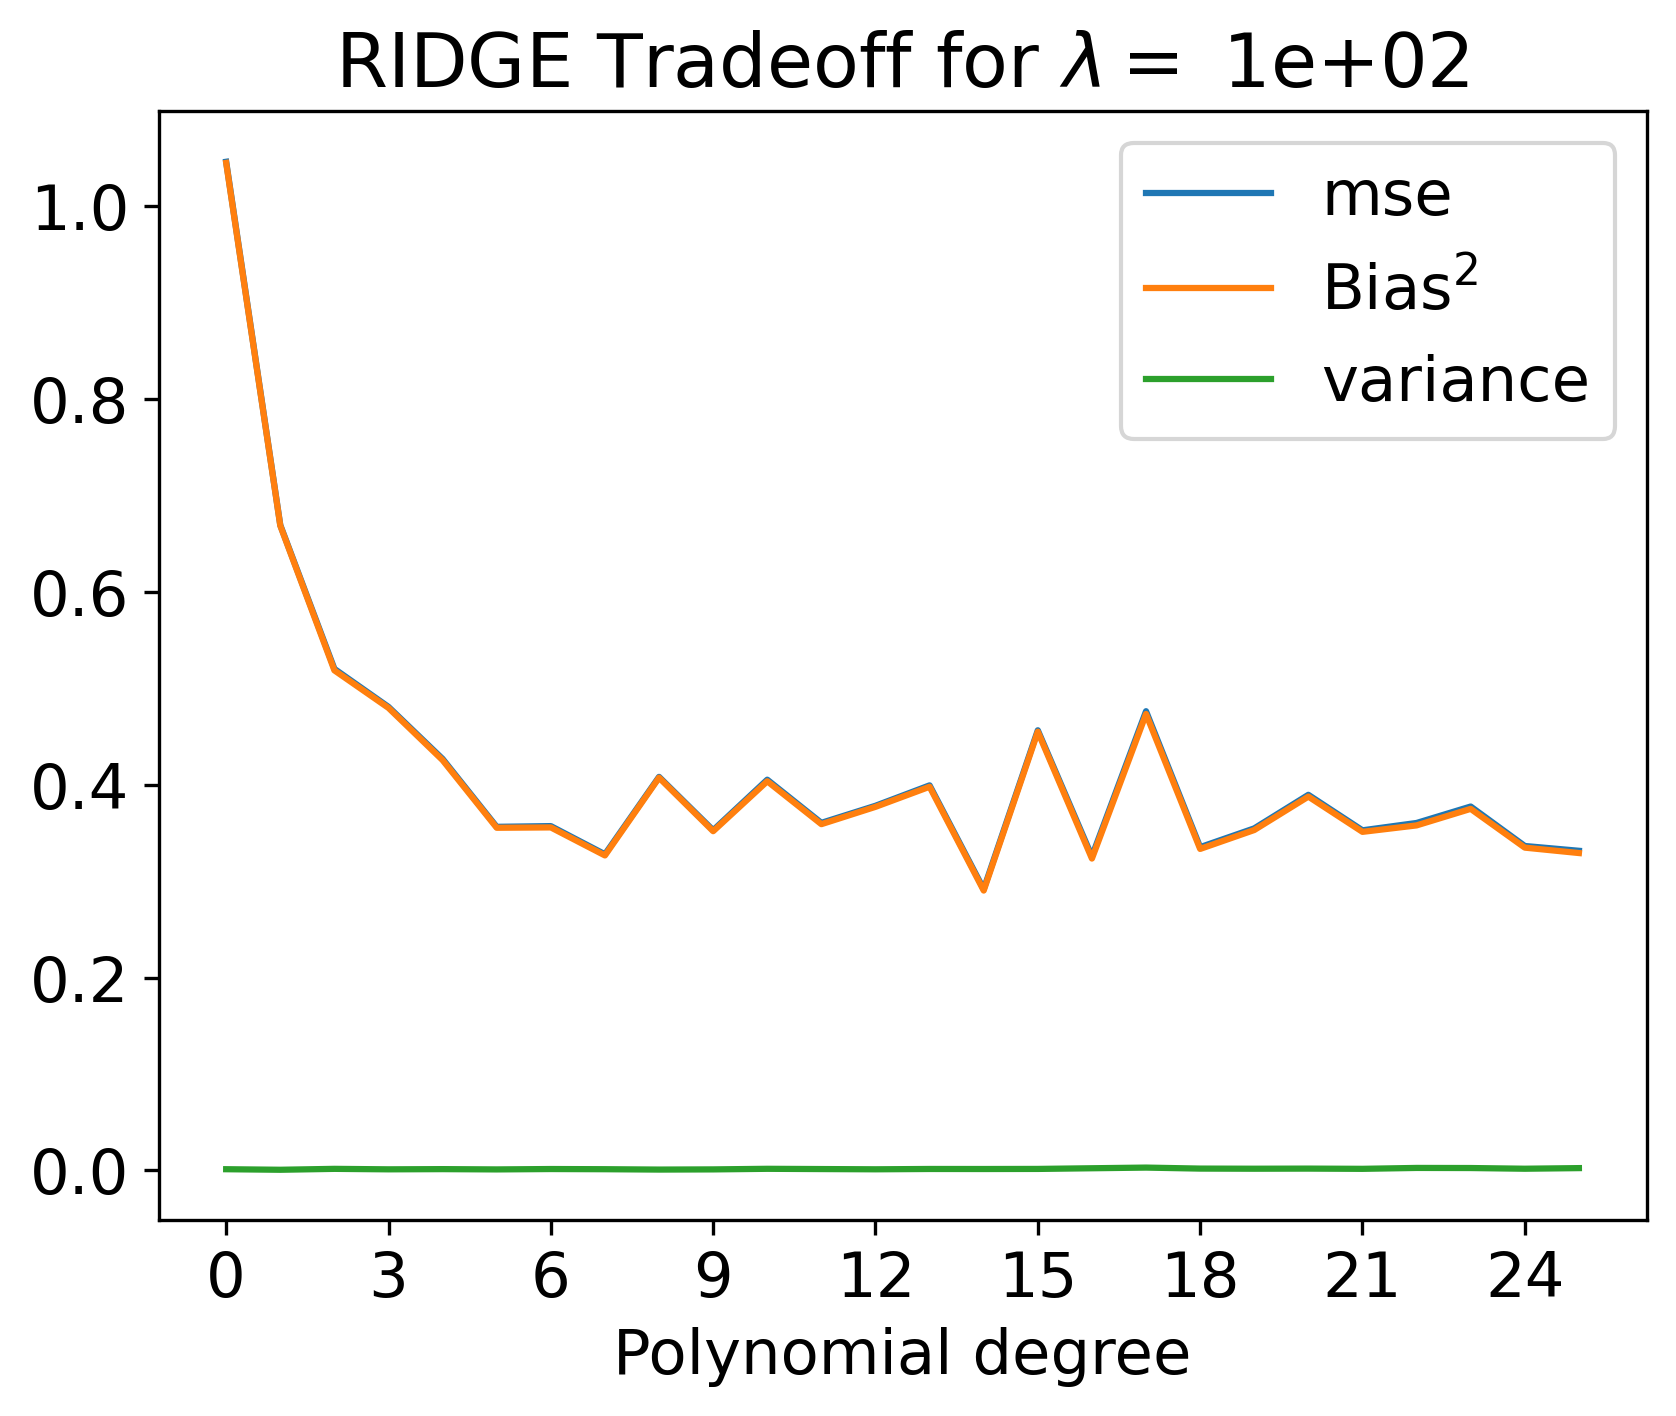 RIDGE Tradeoff for λ = 1e+02
mse
Bias²
variance
1.0
0.8
0.6
0.4
0.2
0.0
0 3 6 9 12 15 18 21 24
Polynomial degree